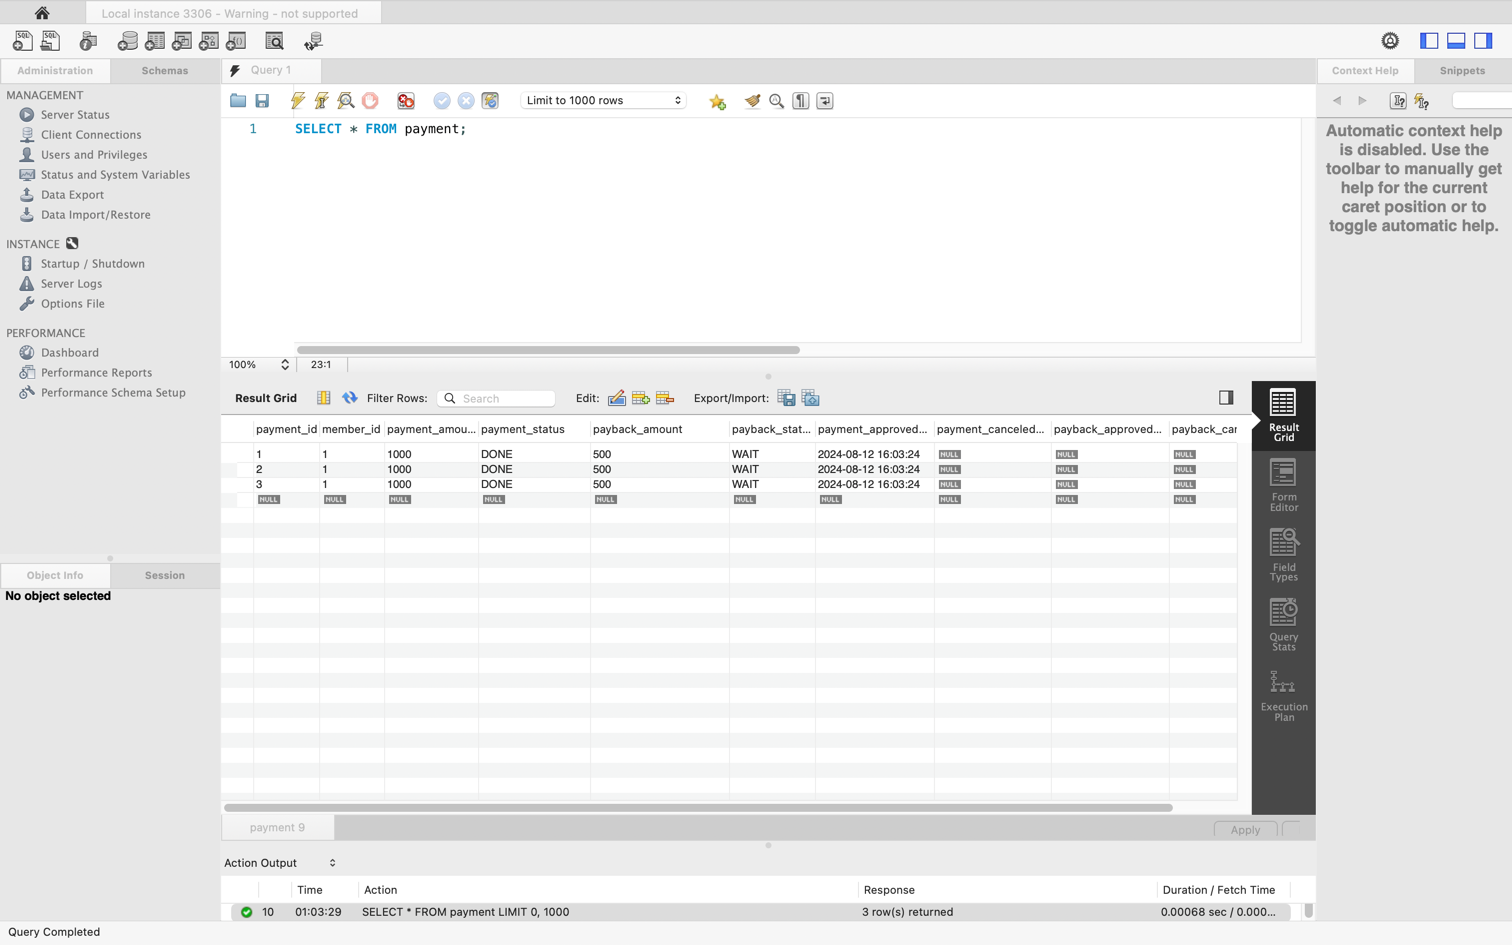 Local instance 3306 - Warning - not supported
Administration
Schemas
Query 1
Context Help
Snippets
MANAGEMENT
Server Status
Client Connections
Users and Privileges
Status and System Variables
Data Export
Data Import/Restore
INSTANCE
Startup / Shutdown
Server Logs
Options File
PERFORMANCE
Dashboard
Performance Reports
Performance Schema Setup
Limit to 1000 rows
1 SELECT * FROM payment;
Automatic context help
is disabled. Use the
toolbar to manually get
help for the current
caret position or to
toggle automatic help.
100% 23:1
Result Grid Filter Rows: Search Edit: Export/Import:
payment_id member_id payment_amou... payment_status payback_amount payback_stat... payment_approved... payment_canceled... payback_approved... payback_car
1 1 1000 DONE 500 WAIT 2024-08-12 16:03:24 NULL NULL NULL
2 1 1000 DONE 500 WAIT 2024-08-12 16:03:24 NULL NULL NULL
3 1 1000 DONE 500 WAIT 2024-08-12 16:03:24 NULL NULL NULL
NULL NULL NULL NULL NULL NULL NULL NULL NULL NULL
Result
Grid
Form
Editor
Field
Types
Query
Stats
Execution
Plan
Object Info
Session
No object selected
payment 9
Apply
Action Output
Time Action Response Duration / Fetch Time
10 01:03:29 SELECT * FROM payment LIMIT 0, 1000 3 row(s) returned 0.00068 sec / 0.000...
Query Completed